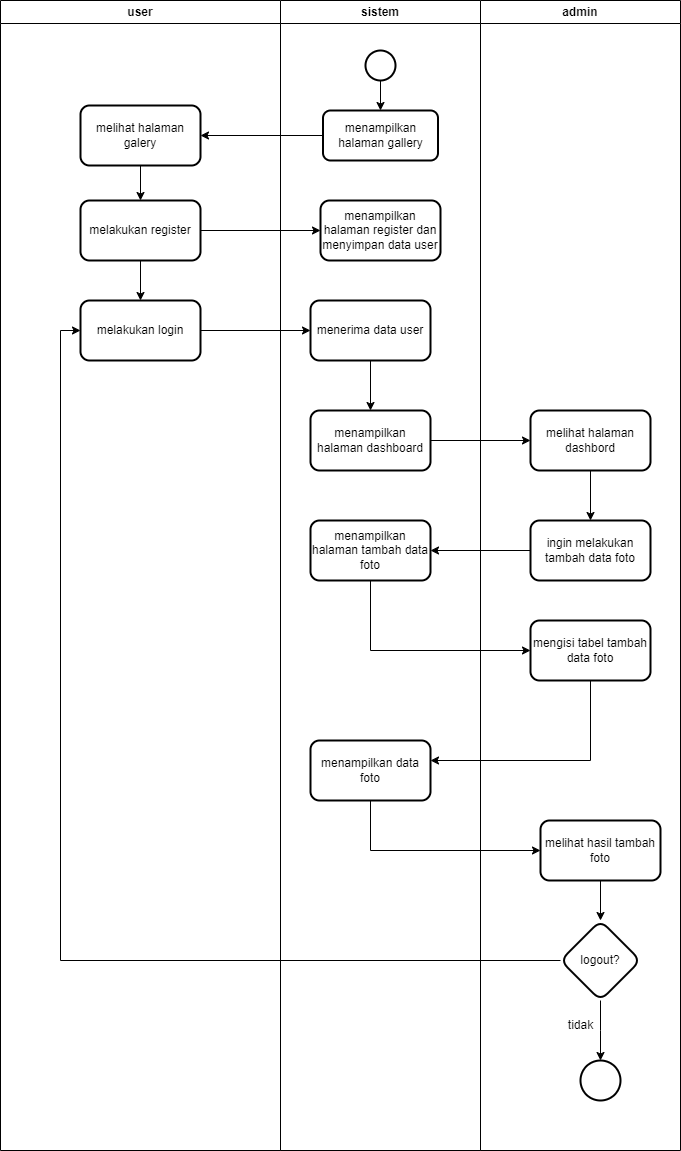 user
sistem
admin
melihat halaman
galery
menampilkan
halaman gallery
melakukan register
menampilkan
halaman register dan
menyimpan data user
melakukan login
menerima data user
menampilkan
halaman dashboard
melihat halaman
dashbord
menampilkan
halaman tambah data
foto
ingin melakukan
tambah data foto
mengisi tabel tambah
data foto
menampilkan data
foto
melihat hasil tambah
foto
logout?
tidak